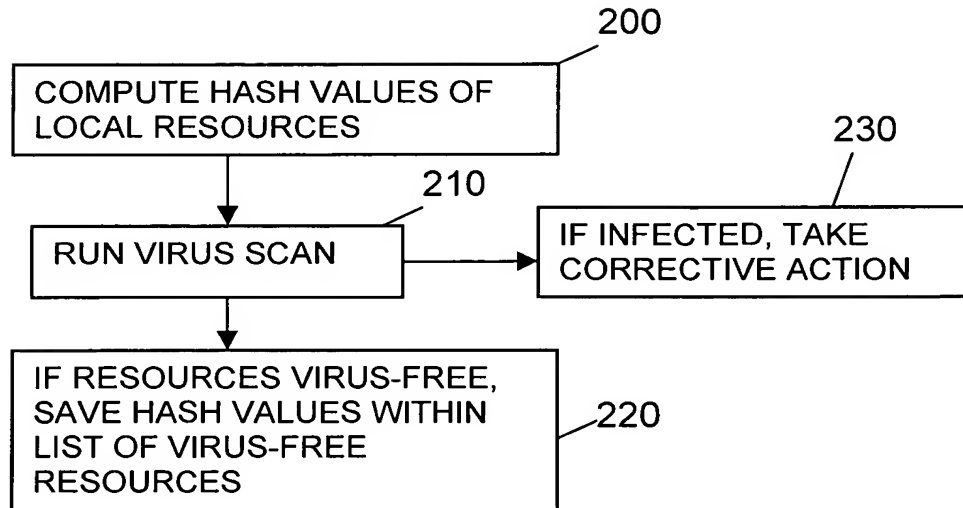 200
COMPUTE HASH VALUES OF
LOCAL RESOURCES
230
210
RUN VIRUS SCAN
IF INFECTED, TAKE
CORRECTIVE ACTION
IF RESOURCES VIRUS-FREE,
SAVE HASH VALUES WITHIN
LIST OF VIRUS-FREE
RESOURCES
220